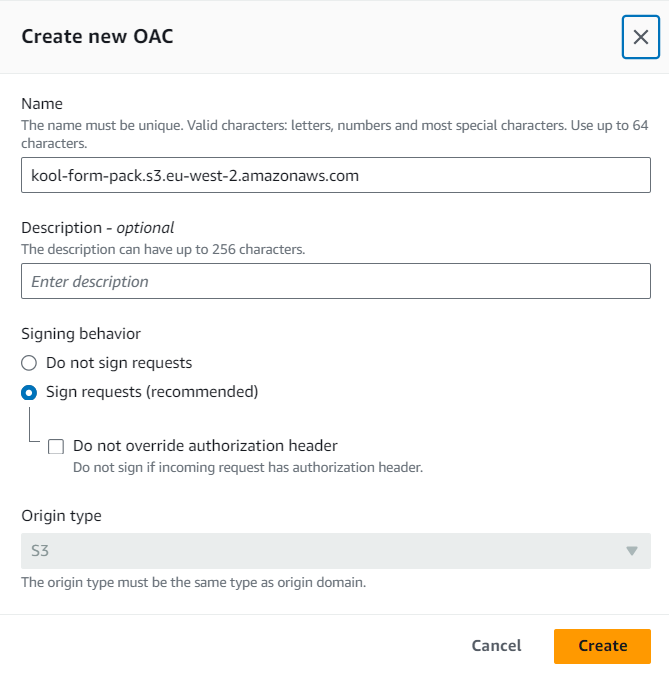 Create new OAC
Name
The name must be unique. Valid characters: letters, numbers and most special characters. Use up to 64
characters.
kool-form-pack.s3.eu-west-2.amazonaws.com
Description - optional
The description can have up to 256 characters.
Enter description
Signing behavior
Do not sign requests
Sign requests (recommended)
Do not override authorization header
Do not sign if incoming request has authorization header.
Origin type
S3
The origin type must be the same type as origin domain.
Cancel
Create